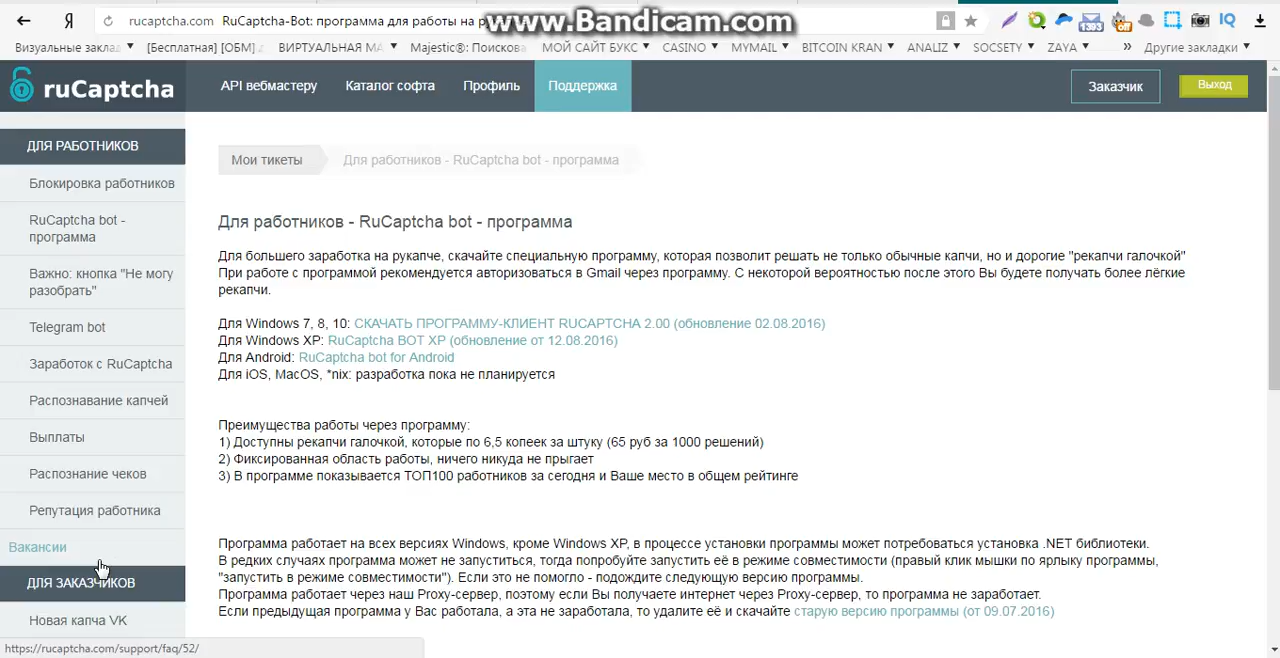 Я rucaptcha.com RuCaptcha-Bot: программа для работы на р
www.Bandicam.com
1393 off IQ
Визуальные заклад [Бесплатная] [ОБМ] ВИРТУАЛЬНАЯ МА Majestic®: Поискова МОЙ САЙТ БУКС CASINO MYMAIL BITCOIN KRAN ANALIZ SOCSETY ZAYA » Другие закладки
ruCaptcha API вебмастеру Каталог софта Профиль Поддержка Заказчик Выход
ДЛЯ РАБОТНИКОВ
Блокировка работников
RuCaptcha bot -
программа
Важно: кнопка "Не могу
разобрать"
Telegram bot
Заработок с RuCaptcha
Распознавание капчей
Выплаты
Распознание чеков
Репутация работника
Вакансии
ДЛЯ ЗАКАЗЧИКОВ
Новая капча VK
Мои тикеты Для работников - RuCaptcha bot - программа
Для работников - RuCaptcha bot - программа
Для большего заработка на рукапче, скачайте специальную программу, которая позволит решать не только обычные капчи, но и дорогие "рекапчи галочкой"
При работе с программой рекомендуется авторизоваться в Gmail через программу. С некоторой вероятностью после этого Вы будете получать более лёгкие
рекапчи.
Для Windows 7, 8, 10: СКАЧАТЬ ПРОГРАММУ-КЛИЕНТ RUCAPTCHA 2.00 (обновление 02.08.2016)
Для Windows XP: RuCaptcha BOT XP (обновление от 12.08.2016)
Для Android: RuCaptcha bot for Android
Для iOS, MacOS, *nix: разработка пока не планируется
Преимущества работы через программу:
1) Доступны рекапчи галочкой, которые по 6,5 копеек за штуку (65 руб за 1000 решений)
2) Фиксированная область работы, ничего никуда не прыгает
3) В программе показывается ТОП100 работников за сегодня и Ваше место в общем рейтинге
Программа работает на всех версиях Windows, кроме Windows XP, в процессе установки программы может потребоваться установка .NET библиотеки.
В редких случаях программа может не запуститься, тогда попробуйте запустить её в режиме совместимости (правый клик мышки по ярлыку программы,
"запустить в режиме совместимости"). Если это не помогло - подождите следующую версию программы.
Программа работает через наш Proxy-сервер, поэтому если Вы получаете интернет через Proxy-сервер, то программа не заработает.
Если предыдущая программа у Вас работала, а эта не заработала, то удалите её и скачайте старую версию программы (от 09.07.2016)
https://rucaptcha.com/support/faq/52/